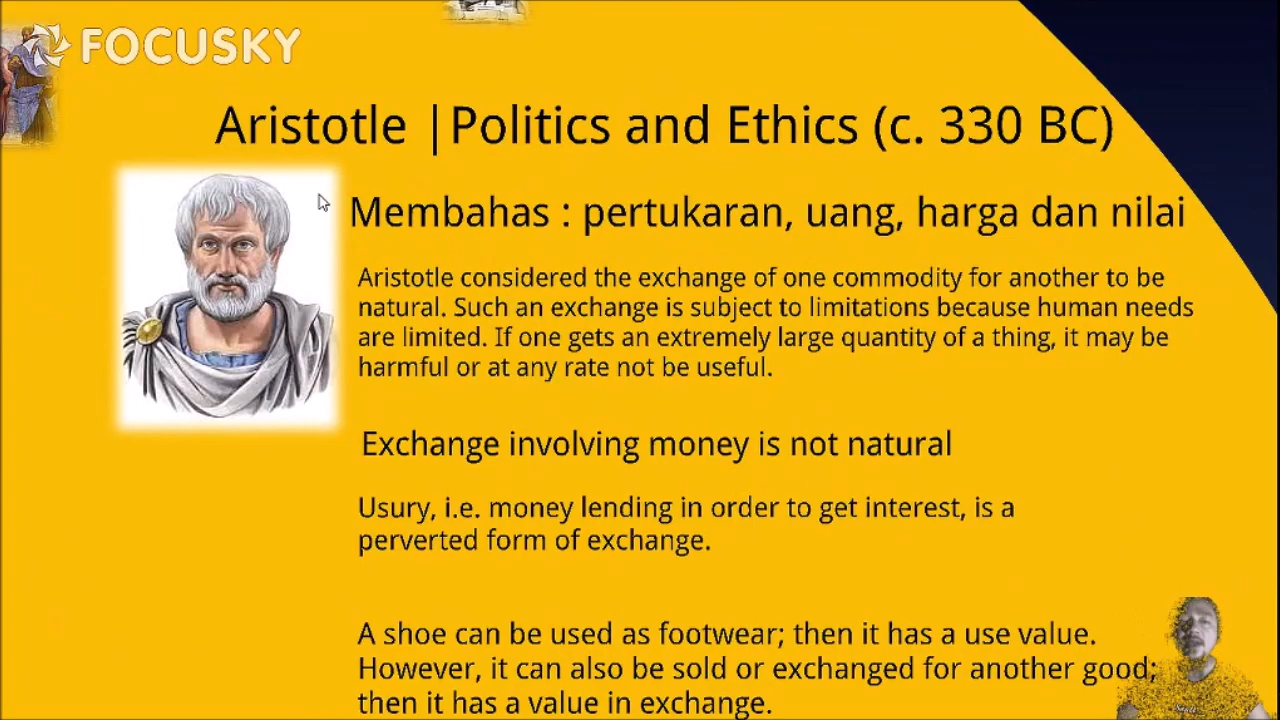 FOCUSKY
Aristotle |Politics and Ethics (c. 330 BC)
Membahas : pertukaran, uang, harga dan nilai
Aristotle considered the exchange of one commodity for another to be
natural. Such an exchange is subject to limitations because human needs
are limited. If one gets an extremely large quantity of a thing, it may be
harmful or at any rate not be useful.
Exchange involving money is not natural
Usury, i.e. money lending in order to get interest, is a
perverted form of exchange.
A shoe can be used as footwear; then it has a use value.
However, it can also be sold or exchanged for another good;
then it has a value in exchange.